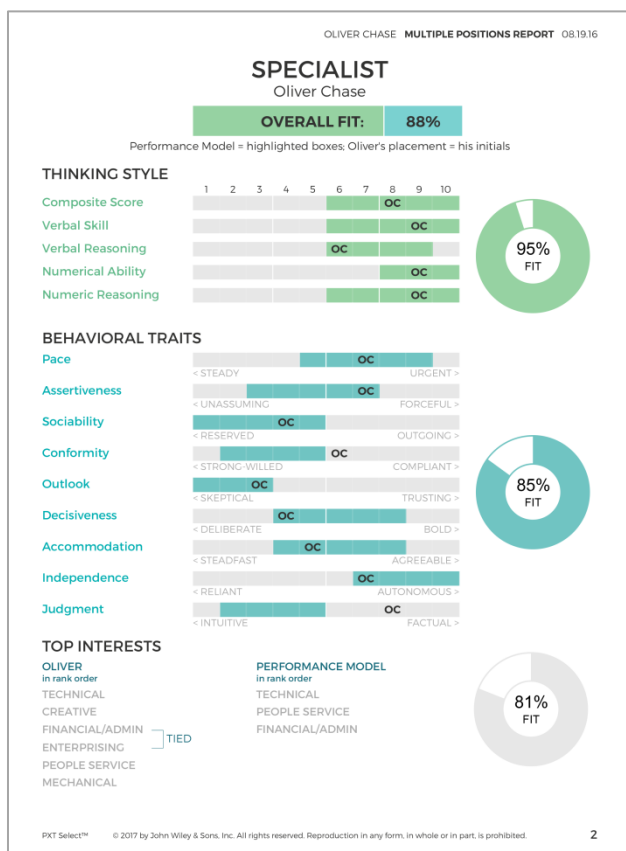 OLIVER CHASE MULTIPLE POSITIONS REPORT 08.19.16
SPECIALIST
Oliver Chase
OVERALL FIT: 88%
Performance Model = highlighted boxes; Oliver's placement = his initials
THINKING STYLE
1 2 3 4 5 6 7 8 9 10
Composite Score OC
Verbal Skill OC
Verbal Reasoning OC
Numerical Ability OC
Numeric Reasoning OC
95%
FIT
BEHAVIORAL TRAITS
Pace OC
< STEADY URGENT >
Assertiveness OC
< UNASSUMING FORCEFUL >
Sociability OC
< RESERVED OUTGOING >
Conformity OC
< STRONG-WILLED COMPLIANT >
Outlook OC
< SKEPTICAL TRUSTING >
Decisiveness OC
< DELIBERATE BOLD >
Accommodation OC
< STEADFAST AGREEABLE >
Independence OC
< RELIANT AUTONOMOUS >
Judgment OC
< INTUITIVE FACTUAL >
85%
FIT
TOP INTERESTS
OLIVER
in rank order
TECHNICAL
CREATIVE
FINANCIAL/ADMIN
ENTERPRISING
TIED
PEOPLE SERVICE
MECHANICAL
PERFORMANCE MODEL
in rank order
TECHNICAL
PEOPLE SERVICE
FINANCIAL/ADMIN
81%
FIT
PXT Select™ © 2017 by John Wiley & Sons, Inc. All rights reserved. Reproduction in any form, in whole or in part, is prohibited. 2